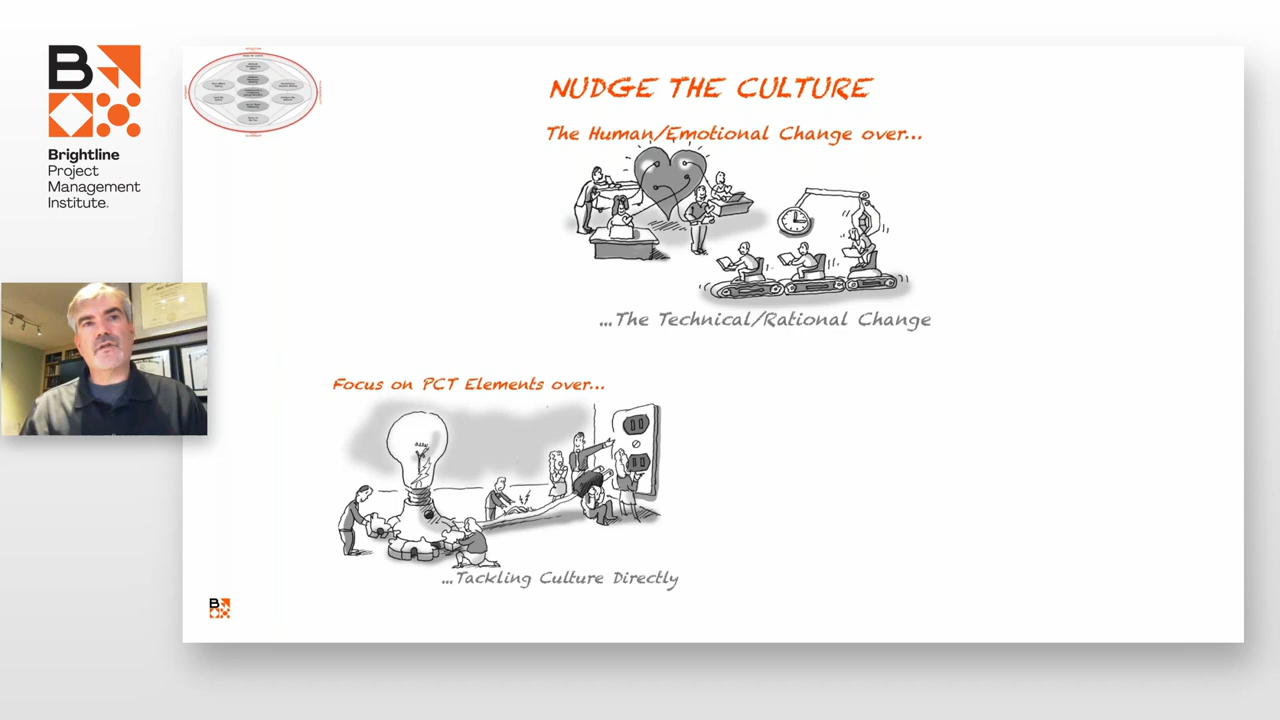 B
Brightline
Project
Management
Institute.
NUDGE THE CULTURE
The Human/Emotional Change over...
...The Technical/Rational Change
Focus on PCT Elements over...
...Tackling Culture Directly
B